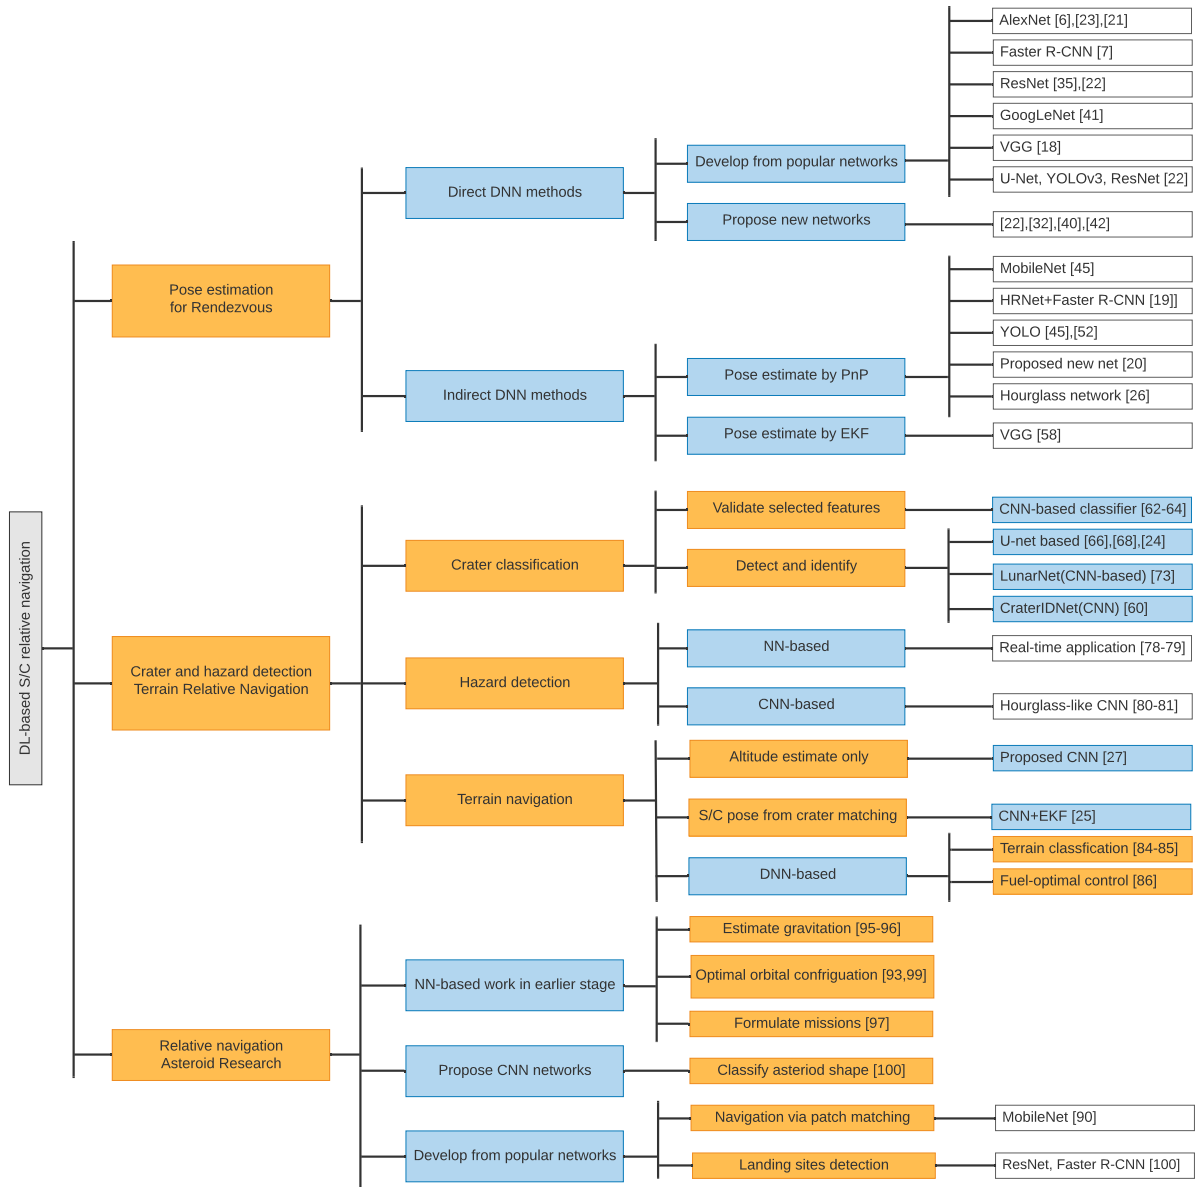 DL-based S/C relative navigation
Pose estimation
for Rendezvous
Direct DNN methods
Develop from popular networks
AlexNet [6],[23],[21]
Faster R-CNN [7]
ResNet [35],[22]
GoogLeNet [41]
VGG [18]
U-Net, YOLOv3, ResNet [22]
Propose new networks
[22],[32],[40],[42]
Indirect DNN methods
Pose estimate by PnP
MobileNet [45]
HRNet+Faster R-CNN [19]]
YOLO [45],[52]
Proposed new net [20]
Hourglass network [26]
Pose estimate by EKF
VGG [58]
Crater and hazard detection
Terrain Relative Navigation
Crater classification
Validate selected features
CNN-based classifier [62-64]
Detect and identify
U-net based [66],[68],[24]
LunarNet(CNN-based) [73]
CraterIDNet(CNN) [60]
Hazard detection
NN-based
Real-time application [78-79]
CNN-based
Hourglass-like CNN [80-81]
Terrain navigation
Altitude estimate only
Proposed CNN [27]
S/C pose from crater matching
CNN+EKF [25]
DNN-based
Terrain classfication [84-85]
Fuel-optimal control [86]
Relative navigation
Asteroid Research
NN-based work in earlier stage
Estimate gravitation [95-96]
Optimal orbital confriguation [93,99]
Formulate missions [97]
Propose CNN networks
Classify asteriod shape [100]
Develop from popular networks
Navigation via patch matching
MobileNet [90]
Landing sites detection
ResNet, Faster R-CNN [100]